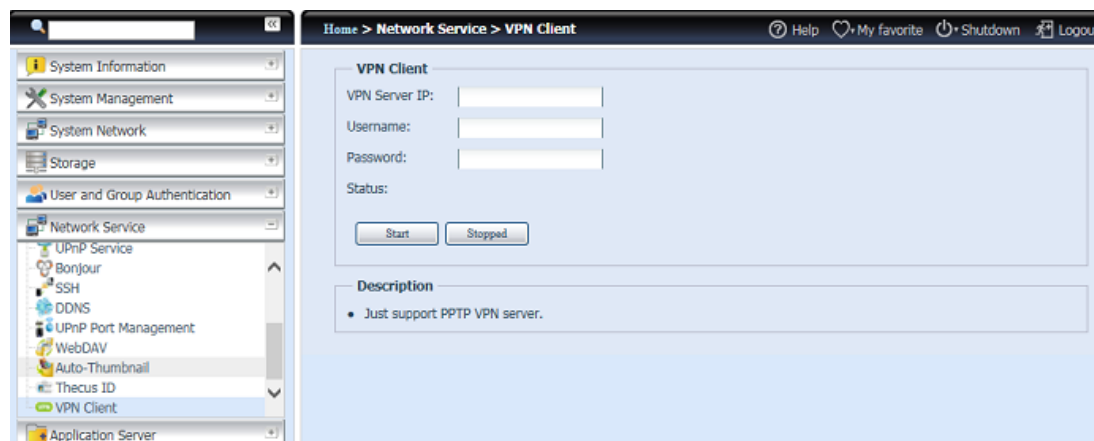 Home > Network Service > VPN Client
Help My favorite Shutdown Logou
System Information
System Management
System Network
Storage
User and Group Authentication
Network Service
UPnP Service
Bonjour
SSH
DDNS
UPnP Port Management
WebDAV
Auto-Thumbnail
Thecus ID
VPN Client
Application Server
VPN Client
VPN Server IP:
Username:
Password:
Status:
Start Stopped
Description
• Just support PPTP VPN server.